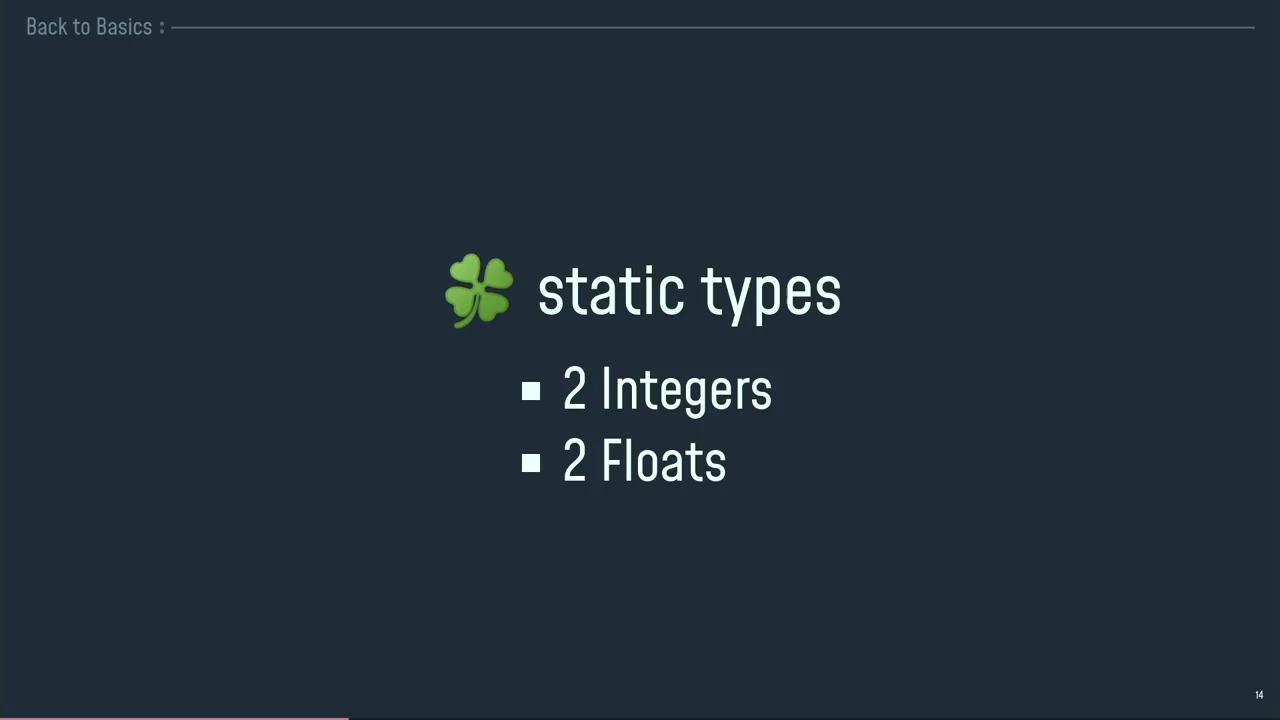 Back to Basics :
🍀 static types
▪ 2 Integers
▪ 2 Floats
14